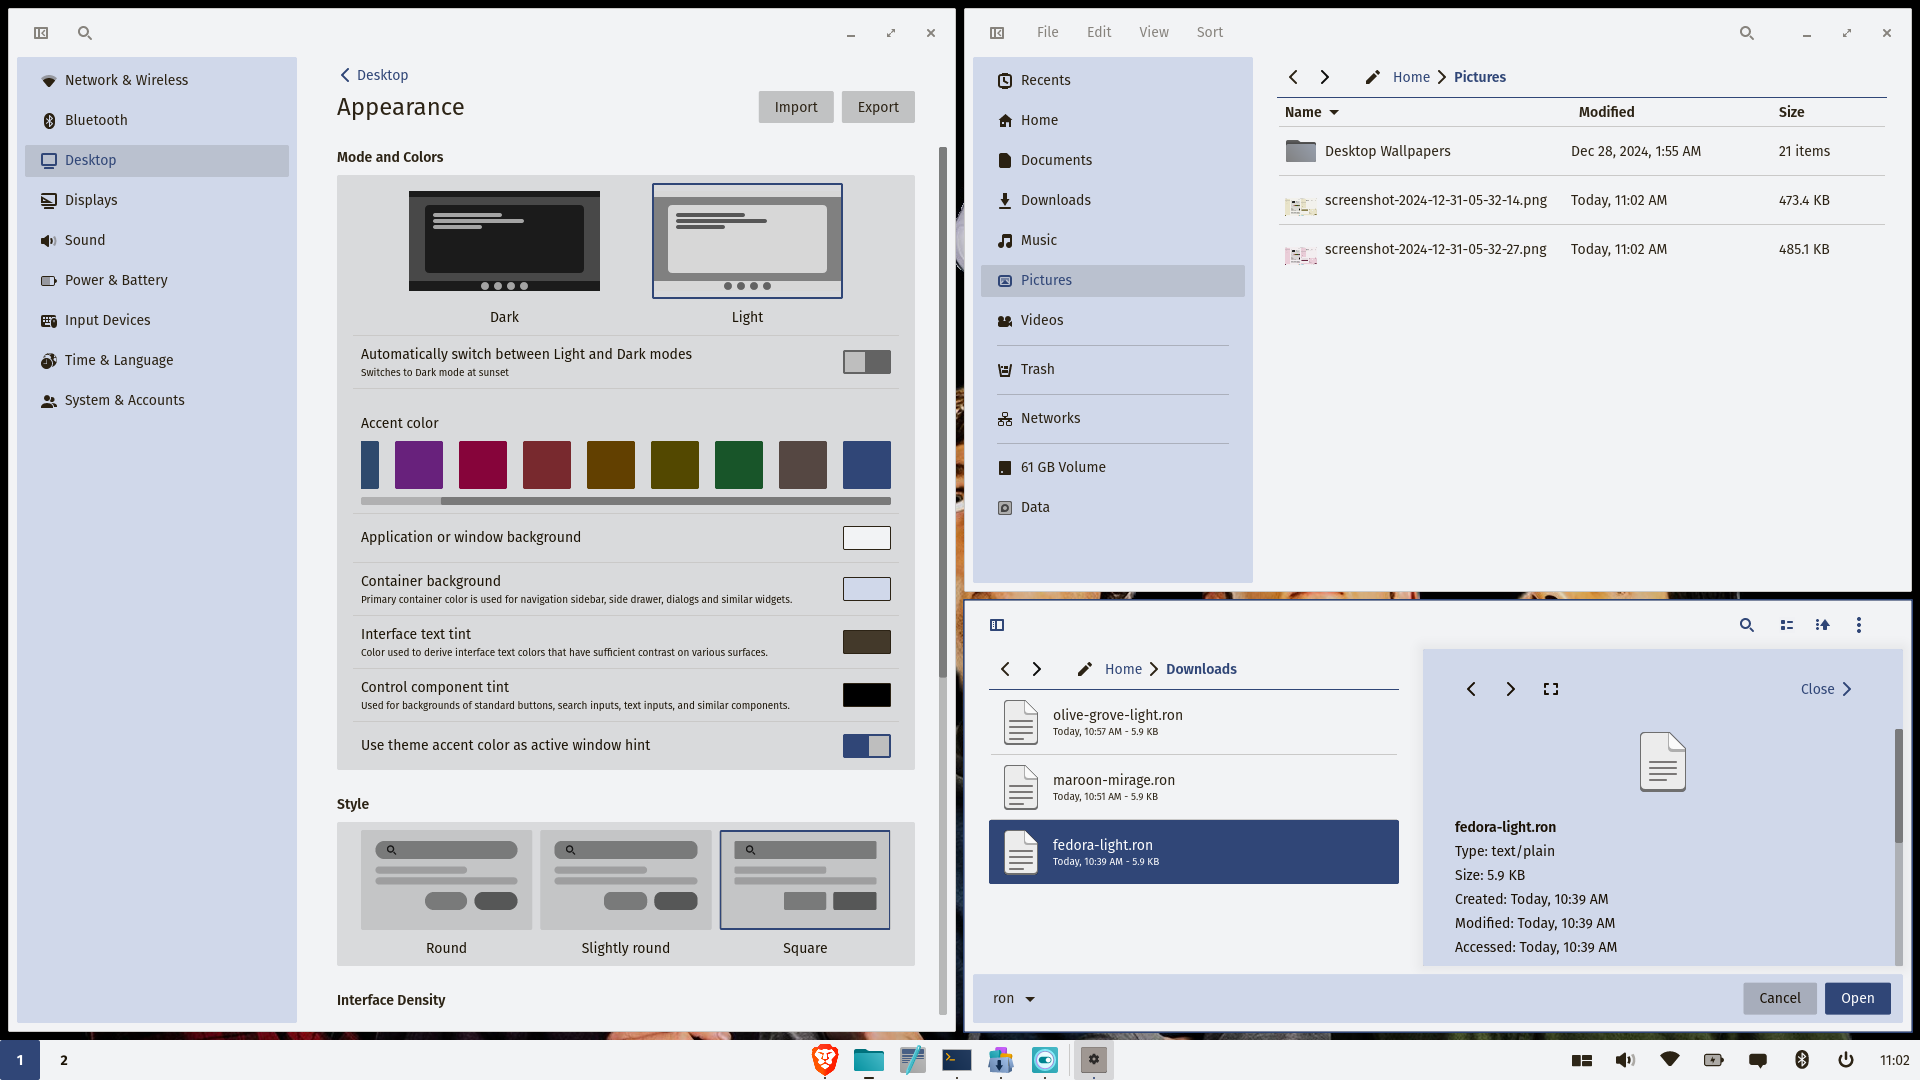 Network & Wireless
Bluetooth
Desktop
Displays
Sound
Power & Battery
Input Devices
Time & Language
System & Accounts
Desktop
Appearance
Import
Export
Mode and Colors
Dark
Light
Automatically switch between Light and Dark modes
Switches to Dark mode at sunset
Accent color
Application or window background
Container background
Primary container color is used for navigation sidebar, side drawer, dialogs and similar widgets.
Interface text tint
Color used to derive interface text colors that have sufficient contrast on various surfaces.
Control component tint
Used for backgrounds of standard buttons, search inputs, text inputs, and similar components.
Use theme accent color as active window hint
Style
Round
Slightly round
Square
Interface Density
File Edit View Sort
Recents
Home
Documents
Downloads
Music
Pictures
Videos
Trash
Networks
61 GB Volume
Data
Home Pictures
Name Modified Size
Desktop Wallpapers Dec 28, 2024, 1:55 AM 21 items
screenshot-2024-12-31-05-32-14.png Today, 11:02 AM 473.4 KB
screenshot-2024-12-31-05-32-27.png Today, 11:02 AM 485.1 KB
Home Downloads
olive-grove-light.ron
Today, 10:57 AM - 5.9 KB
maroon-mirage.ron
Today, 10:51 AM - 5.9 KB
fedora-light.ron
Today, 10:39 AM - 5.9 KB
Close
fedora-light.ron
Type: text/plain
Size: 5.9 KB
Created: Today, 10:39 AM
Modified: Today, 10:39 AM
Accessed: Today, 10:39 AM
ron
Cancel
Open
1
2
11:02